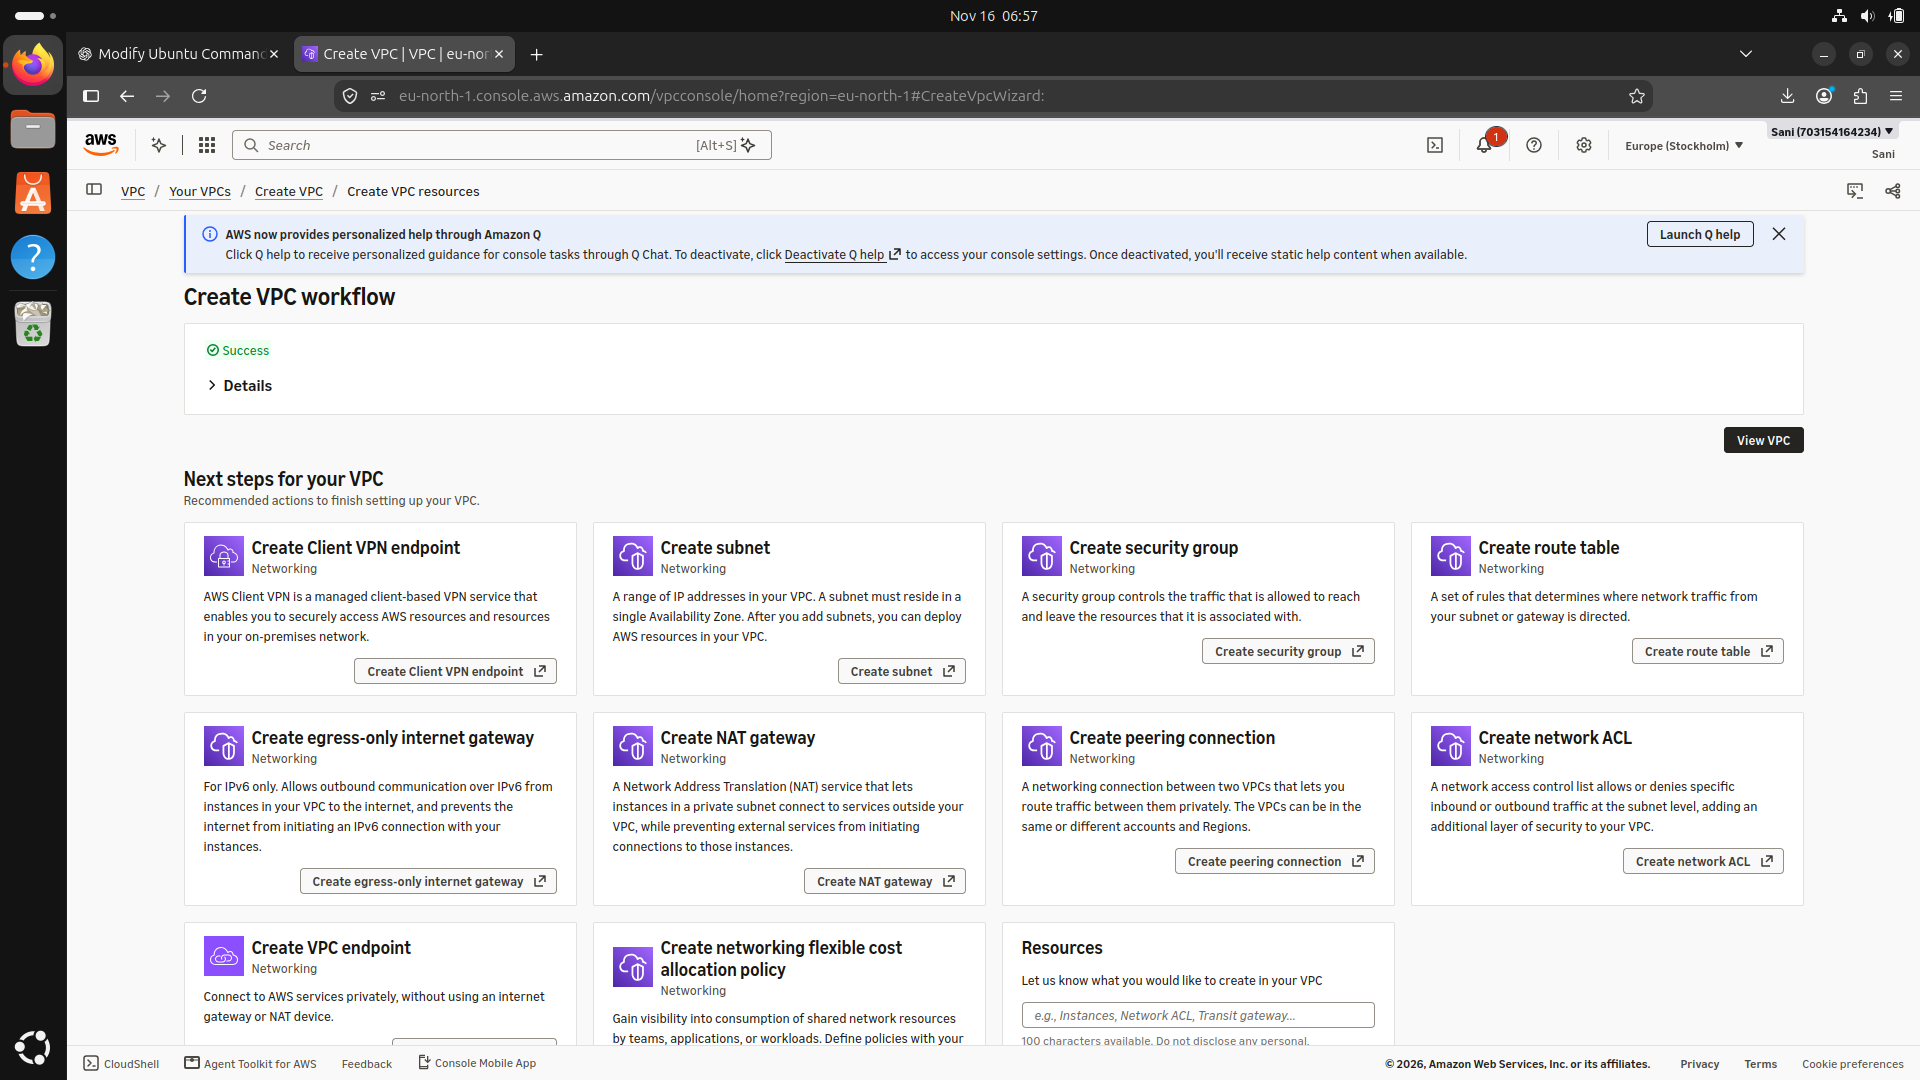 Nov 16 06:57
Modify Ubuntu Comman
Create VPC | VPC | eu-nor
eu-north-1.console.aws.amazon.com/vpcconsole/home?region=eu-north-1#CreateVpcWizard:
aws
Search
[Alt+S]
1
Europe (Stockholm)
Sani (703154164234)
Sani
VPC / Your VPCs / Create VPC / Create VPC resources
AWS now provides personalized help through Amazon Q
Click Q help to receive personalized guidance for console tasks through Q Chat. To deactivate, click Deactivate Q help to access your console settings. Once deactivated, you'll receive static help content when available.
Launch Q help
Create VPC workflow
Success
Details
View VPC
Next steps for your VPC
Recommended actions to finish setting up your VPC.
Create Client VPN endpoint
Networking
AWS Client VPN is a managed client-based VPN service that
enables you to securely access AWS resources and resources
in your on-premises network.
Create Client VPN endpoint
Create subnet
Networking
A range of IP addresses in your VPC. A subnet must reside in a
single Availability Zone. After you add subnets, you can deploy
AWS resources in your VPC.
Create subnet
Create security group
Networking
A security group controls the traffic that is allowed to reach
and leave the resources that it is associated with.
Create security group
Create route table
Networking
A set of rules that determines where network traffic from
your subnet or gateway is directed.
Create route table
Create egress-only internet gateway
Networking
For IPv6 only. Allows outbound communication over IPv6 from
instances in your VPC to the internet, and prevents the
internet from initiating an IPv6 connection with your
instances.
Create egress-only internet gateway
Create NAT gateway
Networking
A Network Address Translation (NAT) service that lets
instances in a private subnet connect to services outside your
VPC, while preventing external services from initiating
connections to those instances.
Create NAT gateway
Create peering connection
Networking
A networking connection between two VPCs that lets you
route traffic between them privately. The VPCs can be in the
same or different accounts and Regions.
Create peering connection
Create network ACL
Networking
A network access control list allows or denies specific
inbound or outbound traffic at the subnet level, adding an
additional layer of security to your VPC.
Create network ACL
Create VPC endpoint
Networking
Connect to AWS services privately, without using an internet
gateway or NAT device.
Create networking flexible cost
allocation policy
Networking
Gain visibility into consumption of shared network resources
by teams, applications, or workloads. Define policies with your
Resources
Let us know what you would like to create in your VPC
e.g., Instances, Network ACL, Transit gateway...
100 characters available. Do not disclose any personal,
CloudShell
Agent Toolkit for AWS
Feedback
Console Mobile App
© 2026, Amazon Web Services, Inc. or its affiliates.
Privacy
Terms
Cookie preferences